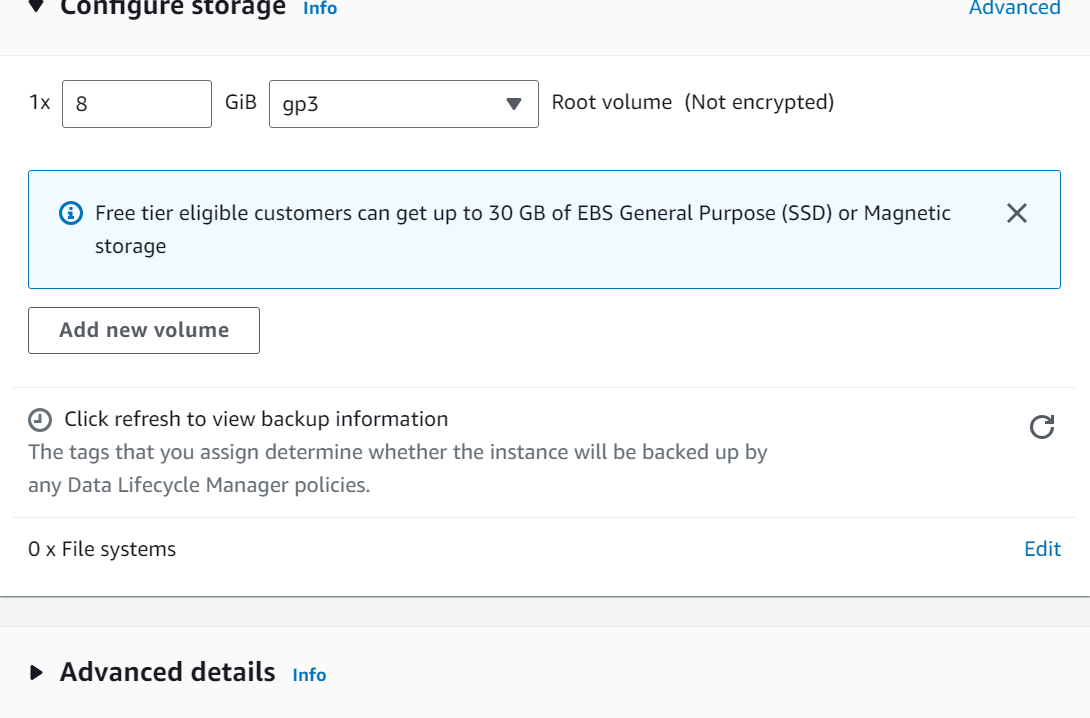 Configure storage Info
Advanced
1x 8 GiB gp3 Root volume (Not encrypted)
Free tier eligible customers can get up to 30 GB of EBS General Purpose (SSD) or Magnetic
storage
Add new volume
Click refresh to view backup information
The tags that you assign determine whether the instance will be backed up by
any Data Lifecycle Manager policies.
0 x File systems
Edit
Advanced details Info